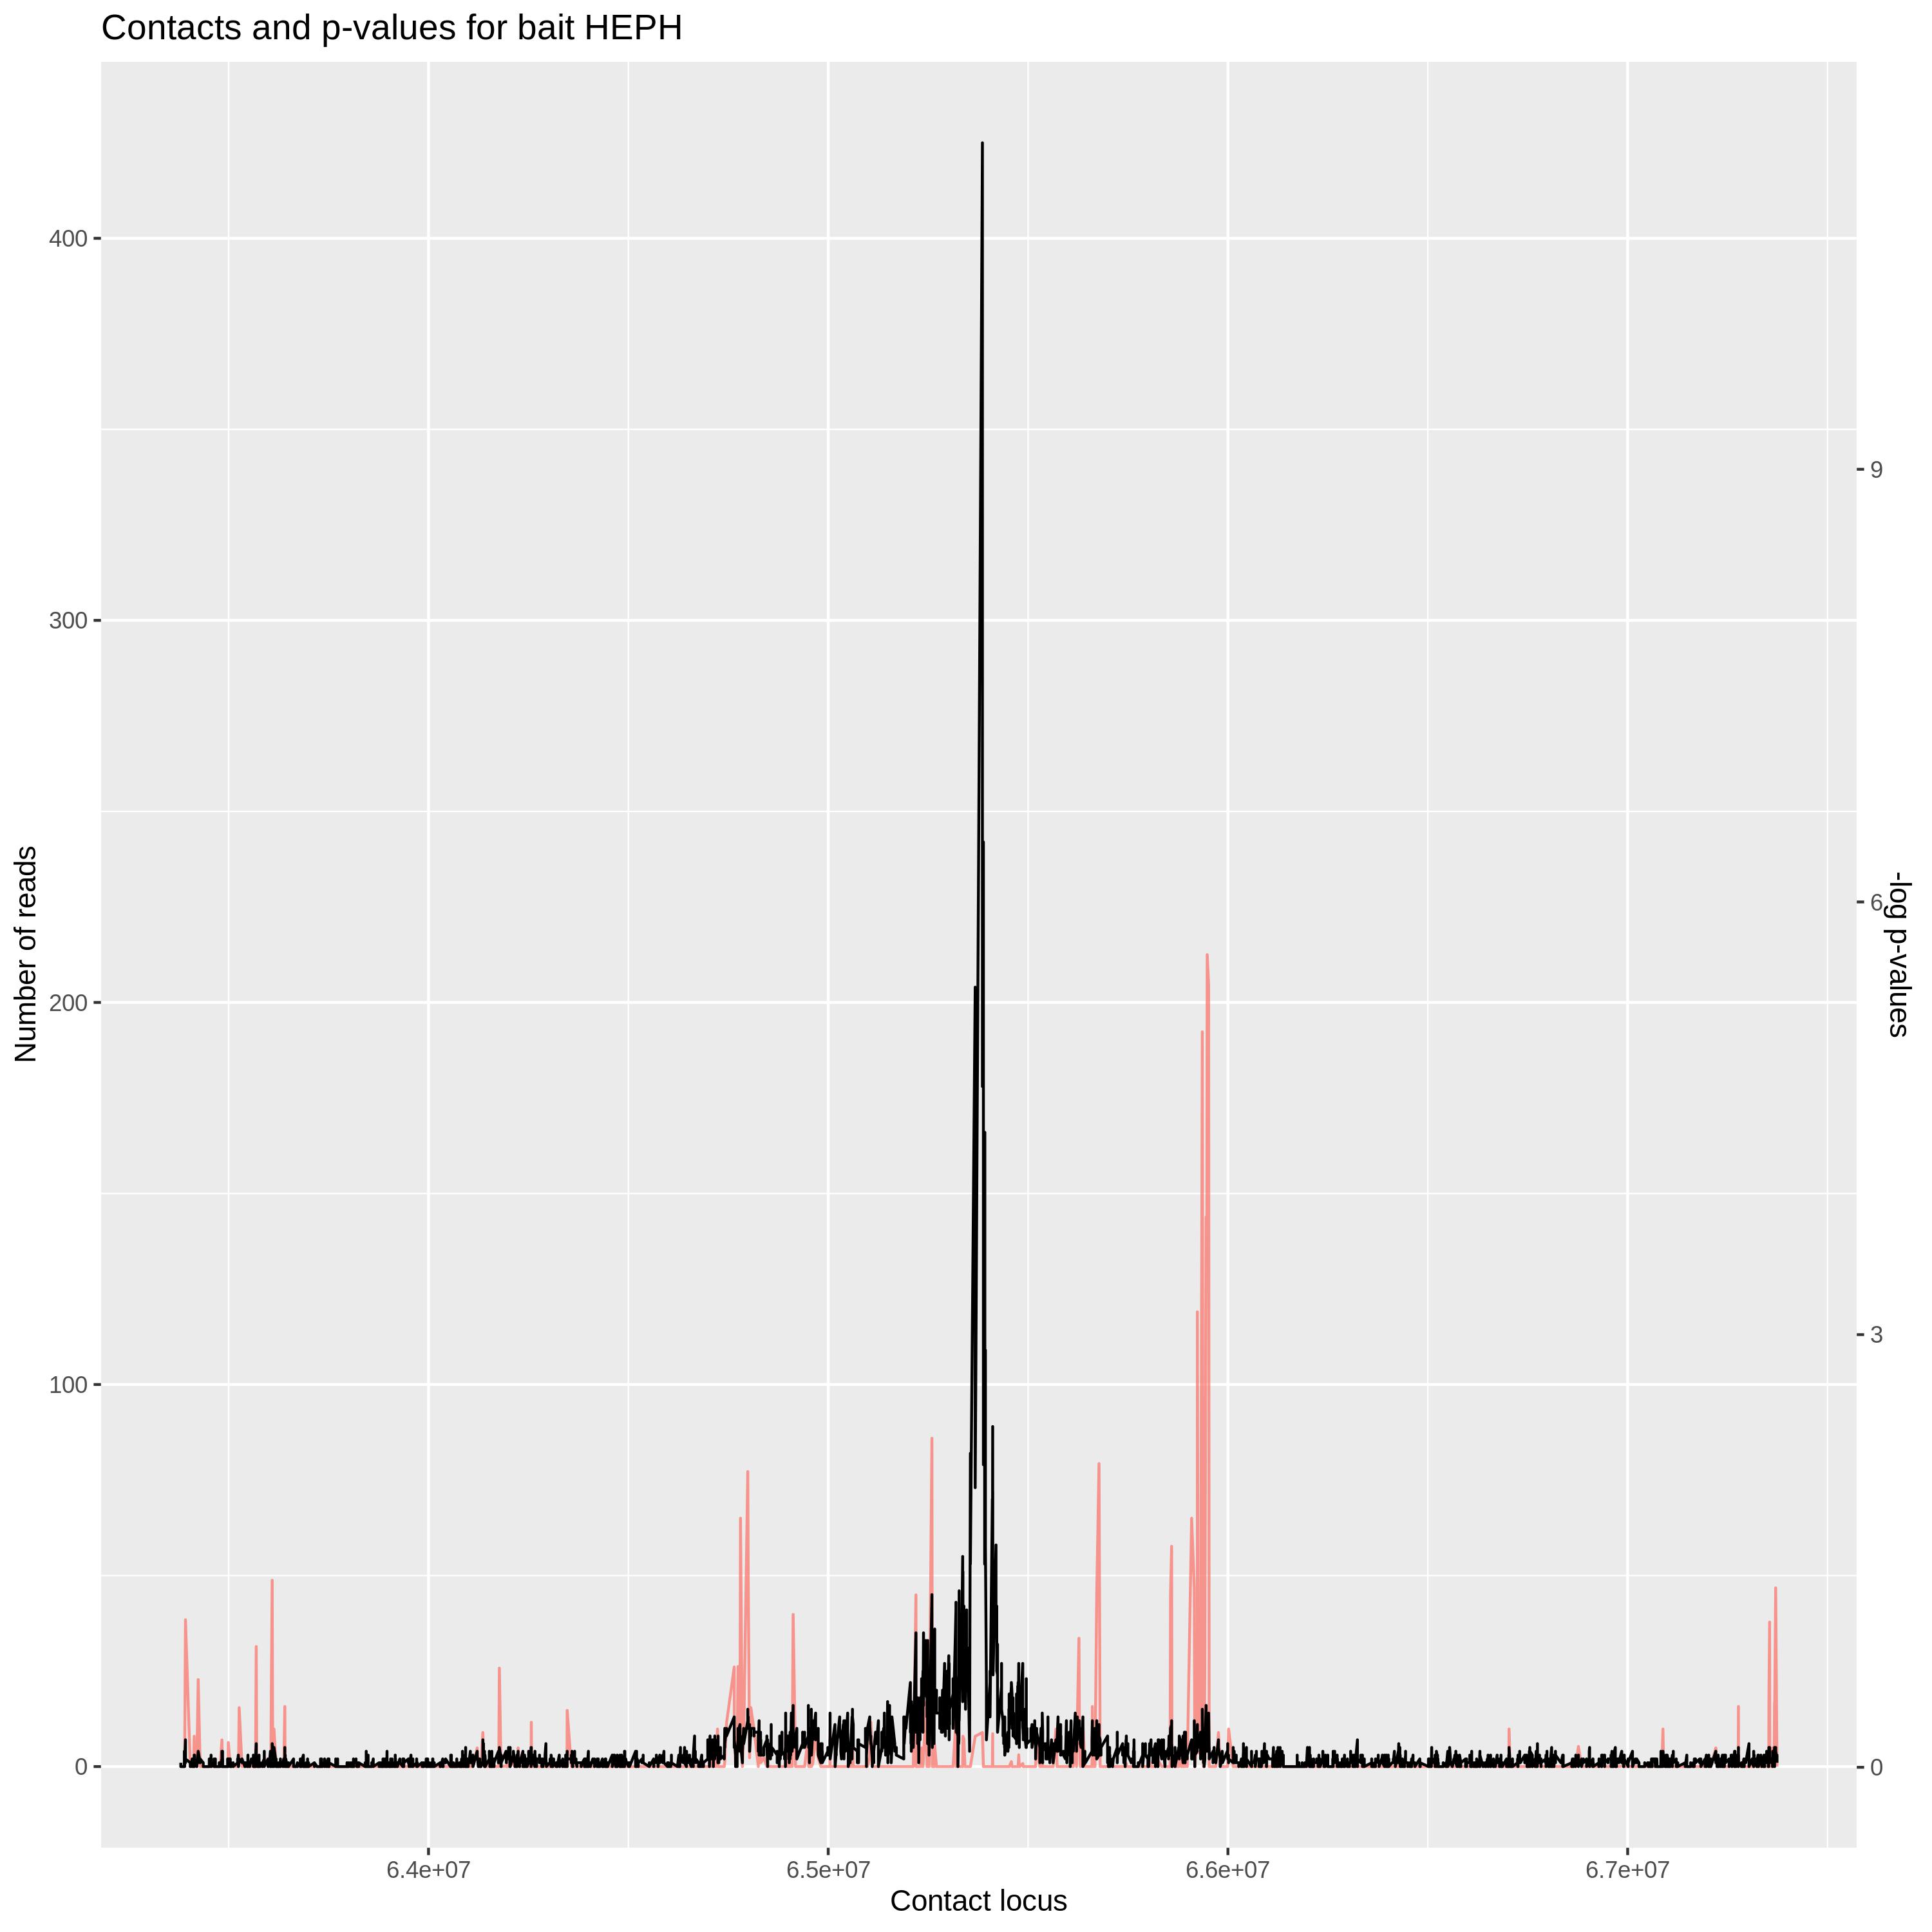 Contacts and p-values for bait HEPH
400
300
200
100
0
Number of reads
9
6
3
0
-log p-values
6.4e+07
6.5e+07
6.6e+07
6.7e+07
Contact locus